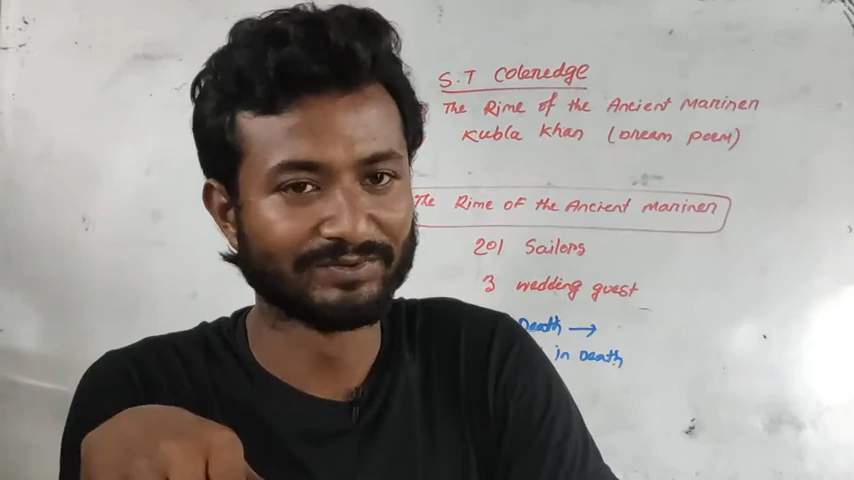 S.T Coleredge
The Rime of the Ancient Mariner
Kubla Khan (Dream poem)
The Rime of the Ancient Mariner
201 Sailors
3 wedding guest
Death →
in Death